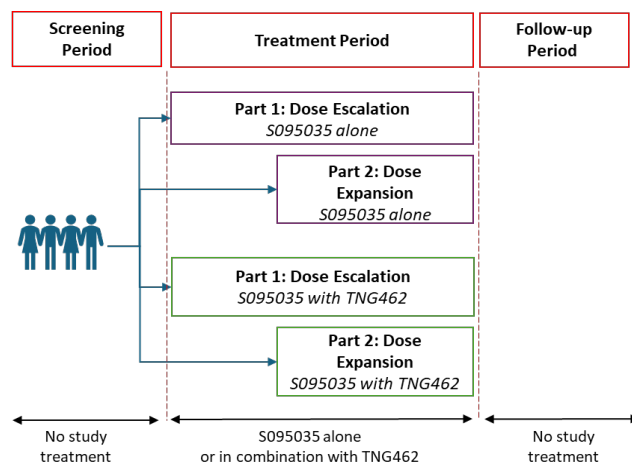 Screening
Period
Treatment Period
Follow-up
Period
Part 1: Dose Escalation
S095035 alone
Part 2: Dose
Expansion
S095035 alone
Part 1: Dose Escalation
S095035 with TNG462
Part 2: Dose
Expansion
S095035 with TNG462
No study
treatment
S095035 alone
or in combination with TNG462
No study
treatment